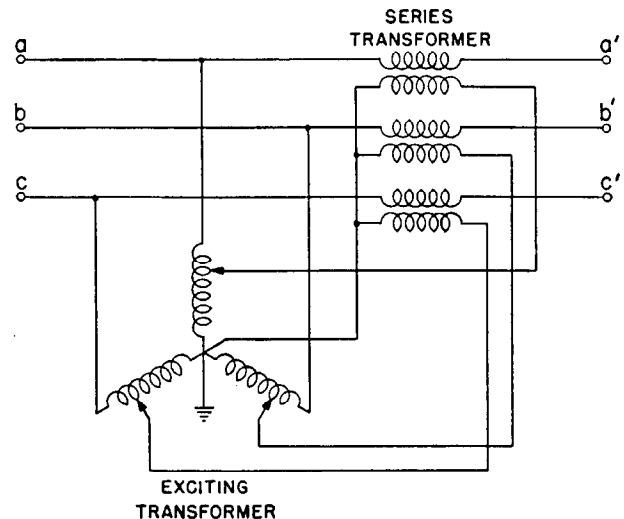 SERIES
TRANSFORMER
a
a'
b
b'
c
c'
EXCITING
TRANSFORMER